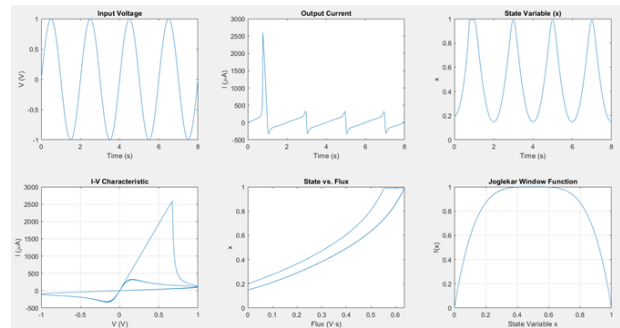 Input Voltage
1
0.5
0
-0.5
-1
V (V)
0 2 4 6 8
Time (s)
Output Current
3000
2500
2000
1500
1000
500
0
-500
I (μA)
0 2 4 6 8
Time (s)
State Variable (x)
1
0.8
0.6
0.4
0.2
0
x
0 2 4 6 8
Time (s)
I-V Characteristic
3000
2500
2000
1500
1000
500
0
-500
I (μA)
-1 -0.5 0 0.5 1
V (V)
State vs. Flux
1
0.8
0.6
0.4
0.2
0
x
0 0.1 0.2 0.3 0.4 0.5 0.6
Flux (V·s)
Joglekar Window Function
1
0.8
0.6
0.4
0.2
0
f(x)
0 0.2 0.4 0.6 0.8 1
State Variable x